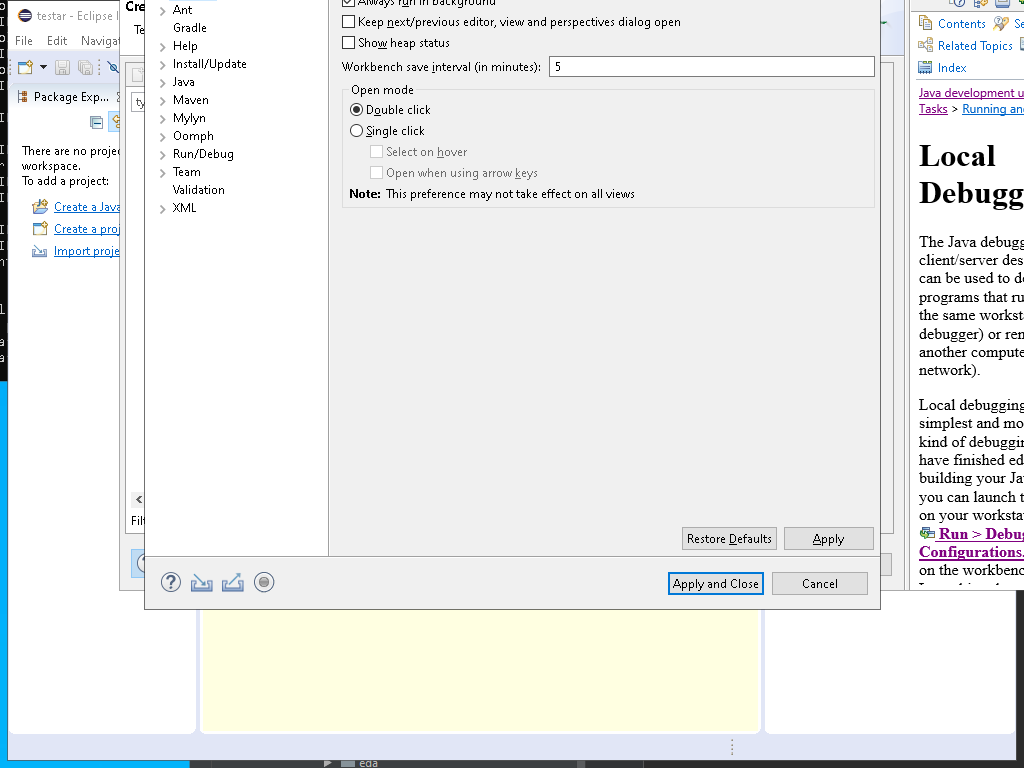 testar - Eclipse I
File Edit Navigat
Package Exp...
There are no proje
workspace.
To add a project:
Create a Java
Create a proj
Import proje
Cre
Te
ty
Filt
Ant
Gradle
Help
Install/Update
Java
Maven
Mylyn
Oomph
Run/Debug
Team
Validation
XML
Always run in background
Keep next/previous editor, view and perspectives dialog open
Show heap status
Workbench save interval (in minutes): 5
Open mode
Double click
Single click
Select on hover
Open when using arrow keys
Note: This preference may not take effect on all views
Restore Defaults Apply
Apply and Close Cancel
Contents Se
Related Topics
Index
Java development u
Tasks > Running and
Local
Debugg
The Java debugg
client/server des
can be used to de
programs that ru
the same worksta
debugger) or rem
another compute
network).
Local debugging
simplest and mo
kind of debuggin
have finished ed
building your Jav
you can launch t
on your workstat
Run > Debug
Configurations.
on the workbenc
eda